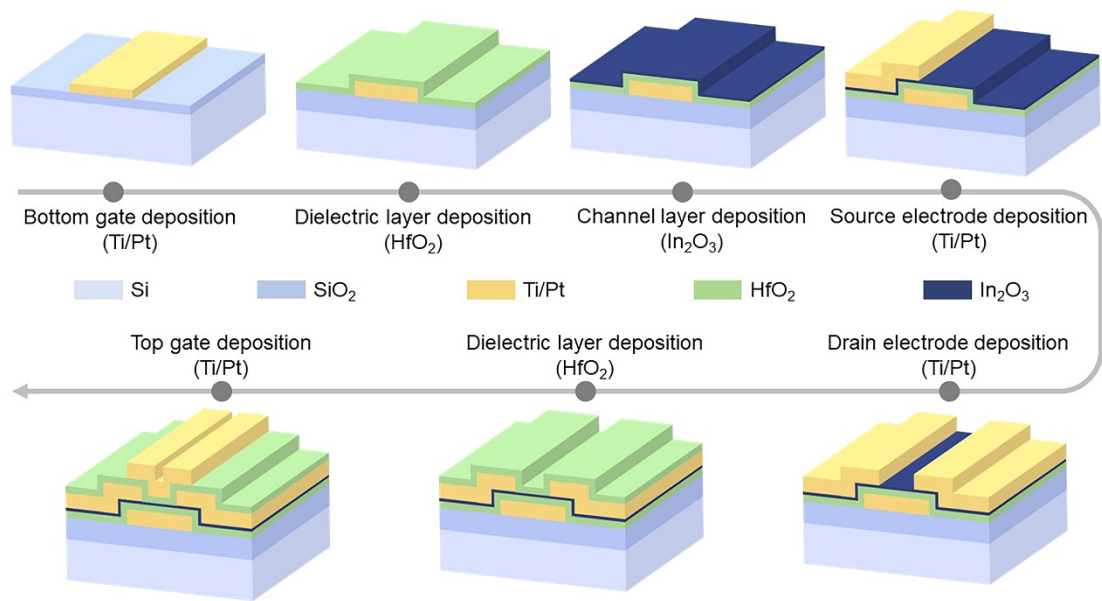 Bottom gate deposition
(Ti/Pt)
Dielectric layer deposition
(HfO₂)
Channel layer deposition
(In₂O₃)
Source electrode deposition
(Ti/Pt)
Si
SiO₂
Ti/Pt
HfO₂
In₂O₃
Top gate deposition
(Ti/Pt)
Dielectric layer deposition
(HfO₂)
Drain electrode deposition
(Ti/Pt)